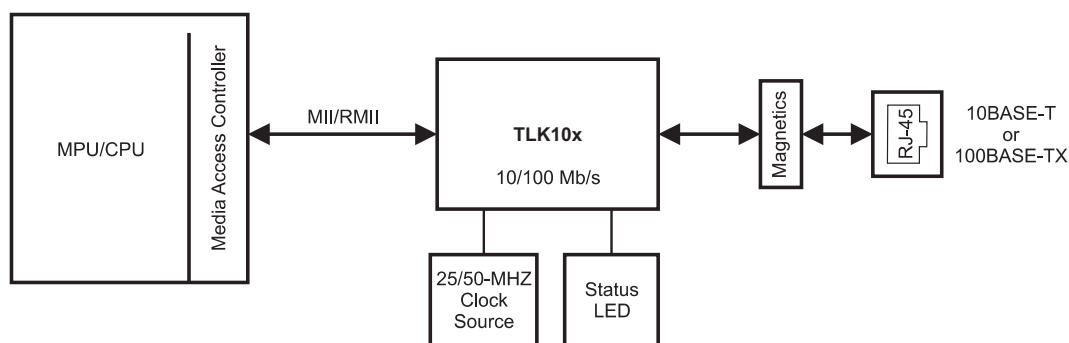 MPU/CPU
Media Access Controller
MII/RMII
TLK10x
10/100 Mb/s
25/50-MHZ
Clock
Source
Status
LED
Magnetics
RJ-45
10BASE-T
or
100BASE-TX